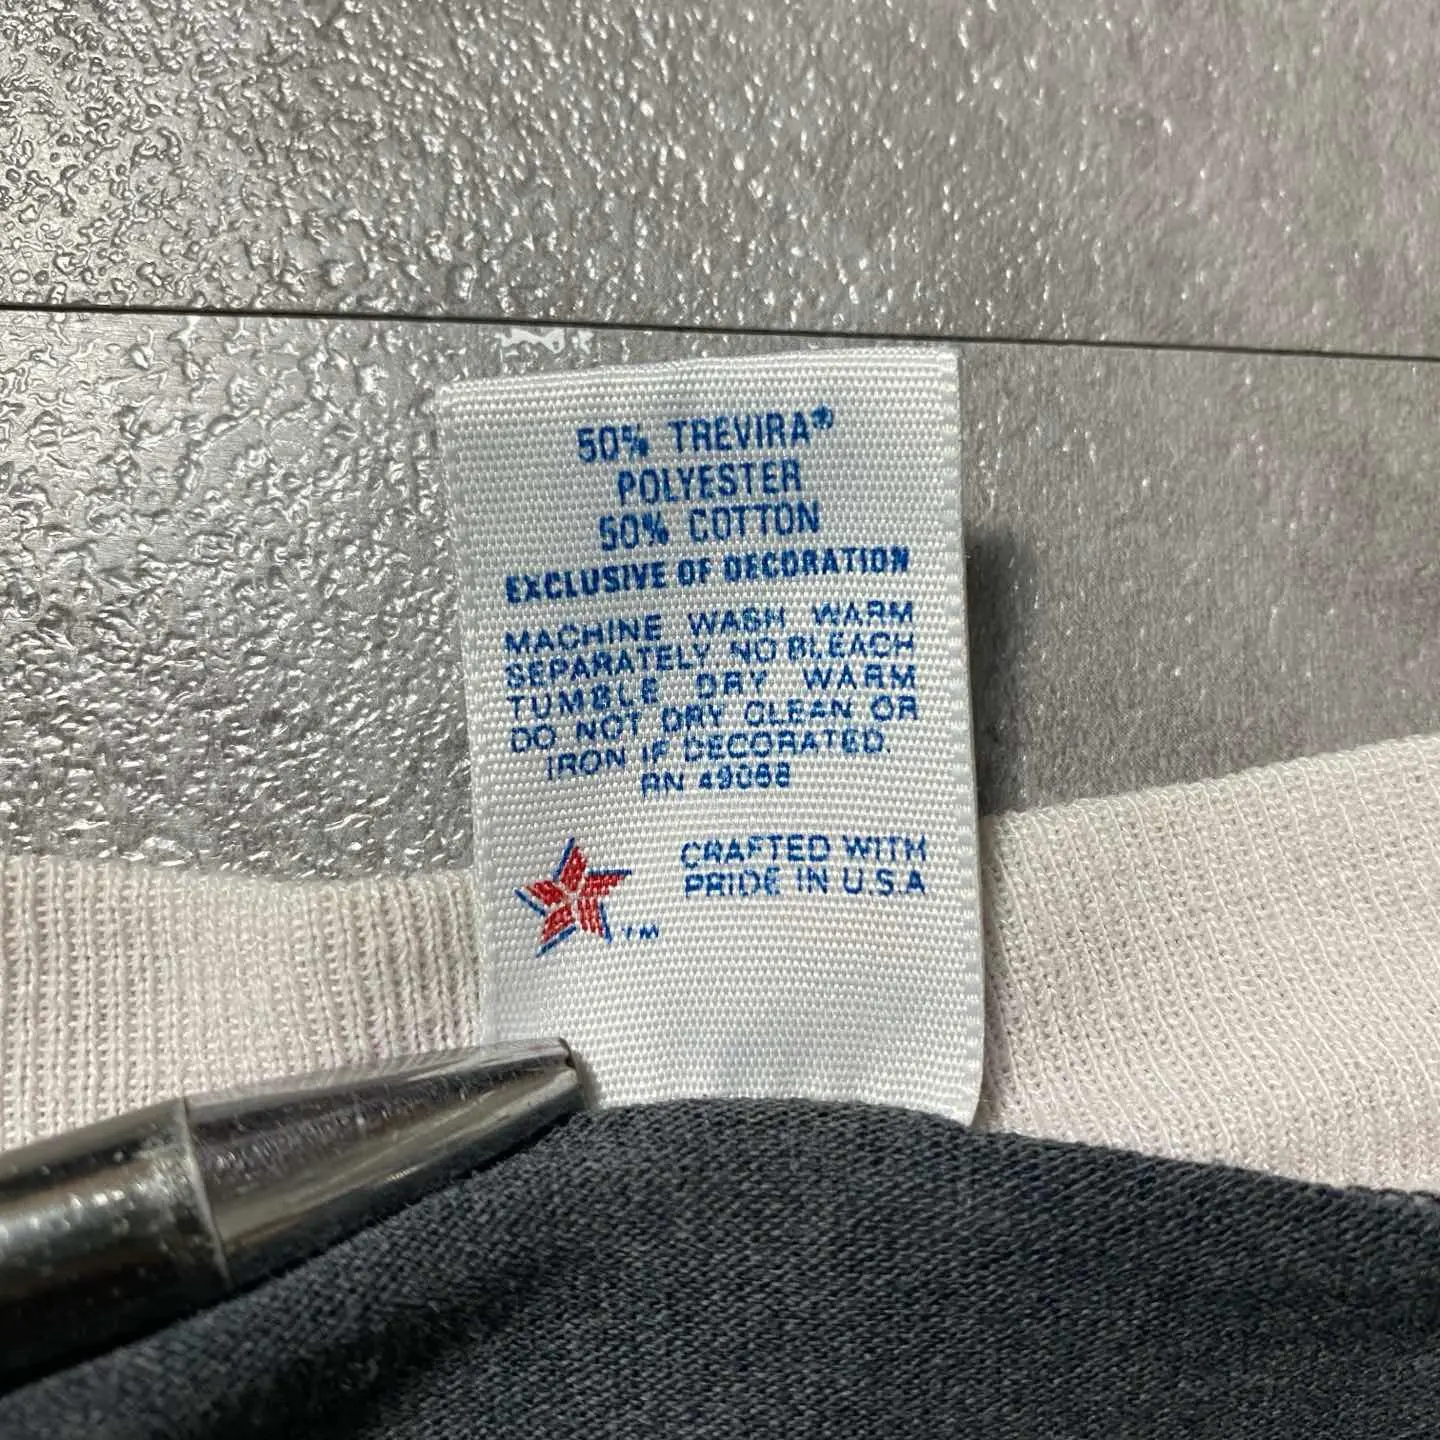 50% TREVIRA®
POLYESTER
50% COTTON
EXCLUSIVE OF DECORATION
MACHINE WASH WARM
SEPARATELY NO BLEACH
TUMBLE DRY WARM
DO NOT DRY CLEAN OR
IRON IF DECORATED.
RN 49068
CRAFTED WITH
PRIDE IN U.S.A
™